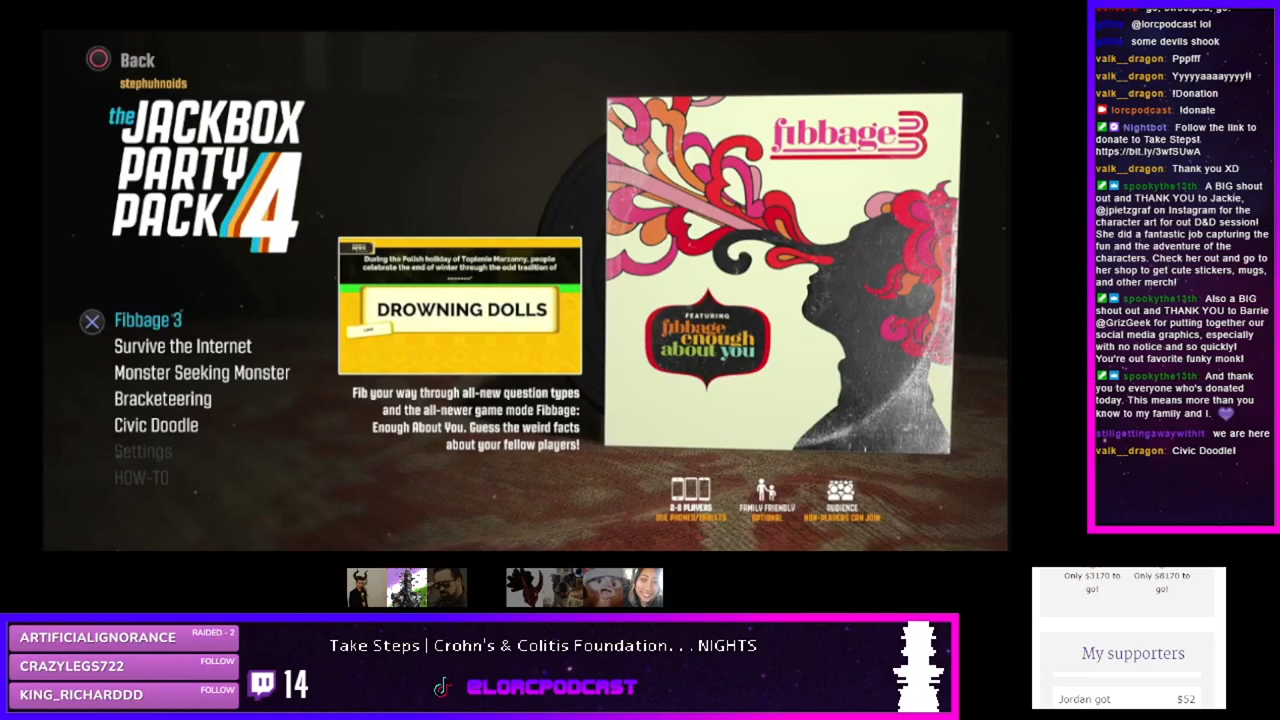 Back
stephuhnoids
the
JACKBOX
PARTY
PACK 4
Fibbage 3
Survive the Internet
Monster Seeking Monster
Bracketeering
Civic Doodle
Settings
HOW-TO
During the Polish holiday of Topienie Marzanny, people
celebrate the end of winter through the odd tradition of
DROWNING DOLLS
Fib your way through all-new question types
and the all-newer game mode Fibbage:
Enough About You. Guess the weird facts
about your fellow players!
fibbage 3
FEATURING
fibbage
enough
about you
2-8 PLAYERS
USE PHONES/TABLETS
FAMILY FRIENDLY
OPTIONAL
AUDIENCE
NON-PLAYERS CAN JOIN
@lorcpodcast lol
some devils shook
valk__dragon: Pppfff
valk__dragon: Yyyyyaaaayyyy!!
valk__dragon: !Donation
lorcpodcast: !donate
Nightbot: Follow the link to
donate to Take Steps!
https://bit.ly/3wfSUwA
valk__dragon: Thank you XD
spookythe13th: A BIG shout
out and THANK YOU to Jackie,
@jpietzgraf on Instagram for the
character art for out D&D session!
She did a fantastic job capturing the
fun and the adventure of the
characters. Check her out and go to
her shop to get cute stickers, mugs,
and other merch!
spookythe13th: Also a BIG
shout out and THANK YOU to Barrie
@GrizGeek for putting together our
social media graphics, especially
with no notice and so quickly!
You're out favorite funky monk!
spookythe13th: And thank
you to everyone who's donated
today. This means more than you
know to my family and I.
stillgettingawaywithit: we are here
valk__dragon: Civic Doodle!
ARTIFICIALIGNORANCE RAIDED - 2
CRAZYLEGS722 FOLLOW
KING_RICHARDDD FOLLOW
14
Take Steps | Crohn's & Colitis Foundation. . . NIGHTS
@LORCPODCAST
Only $3170 to
go!
Only $8170 to
go!
My supporters
Jordan got $52